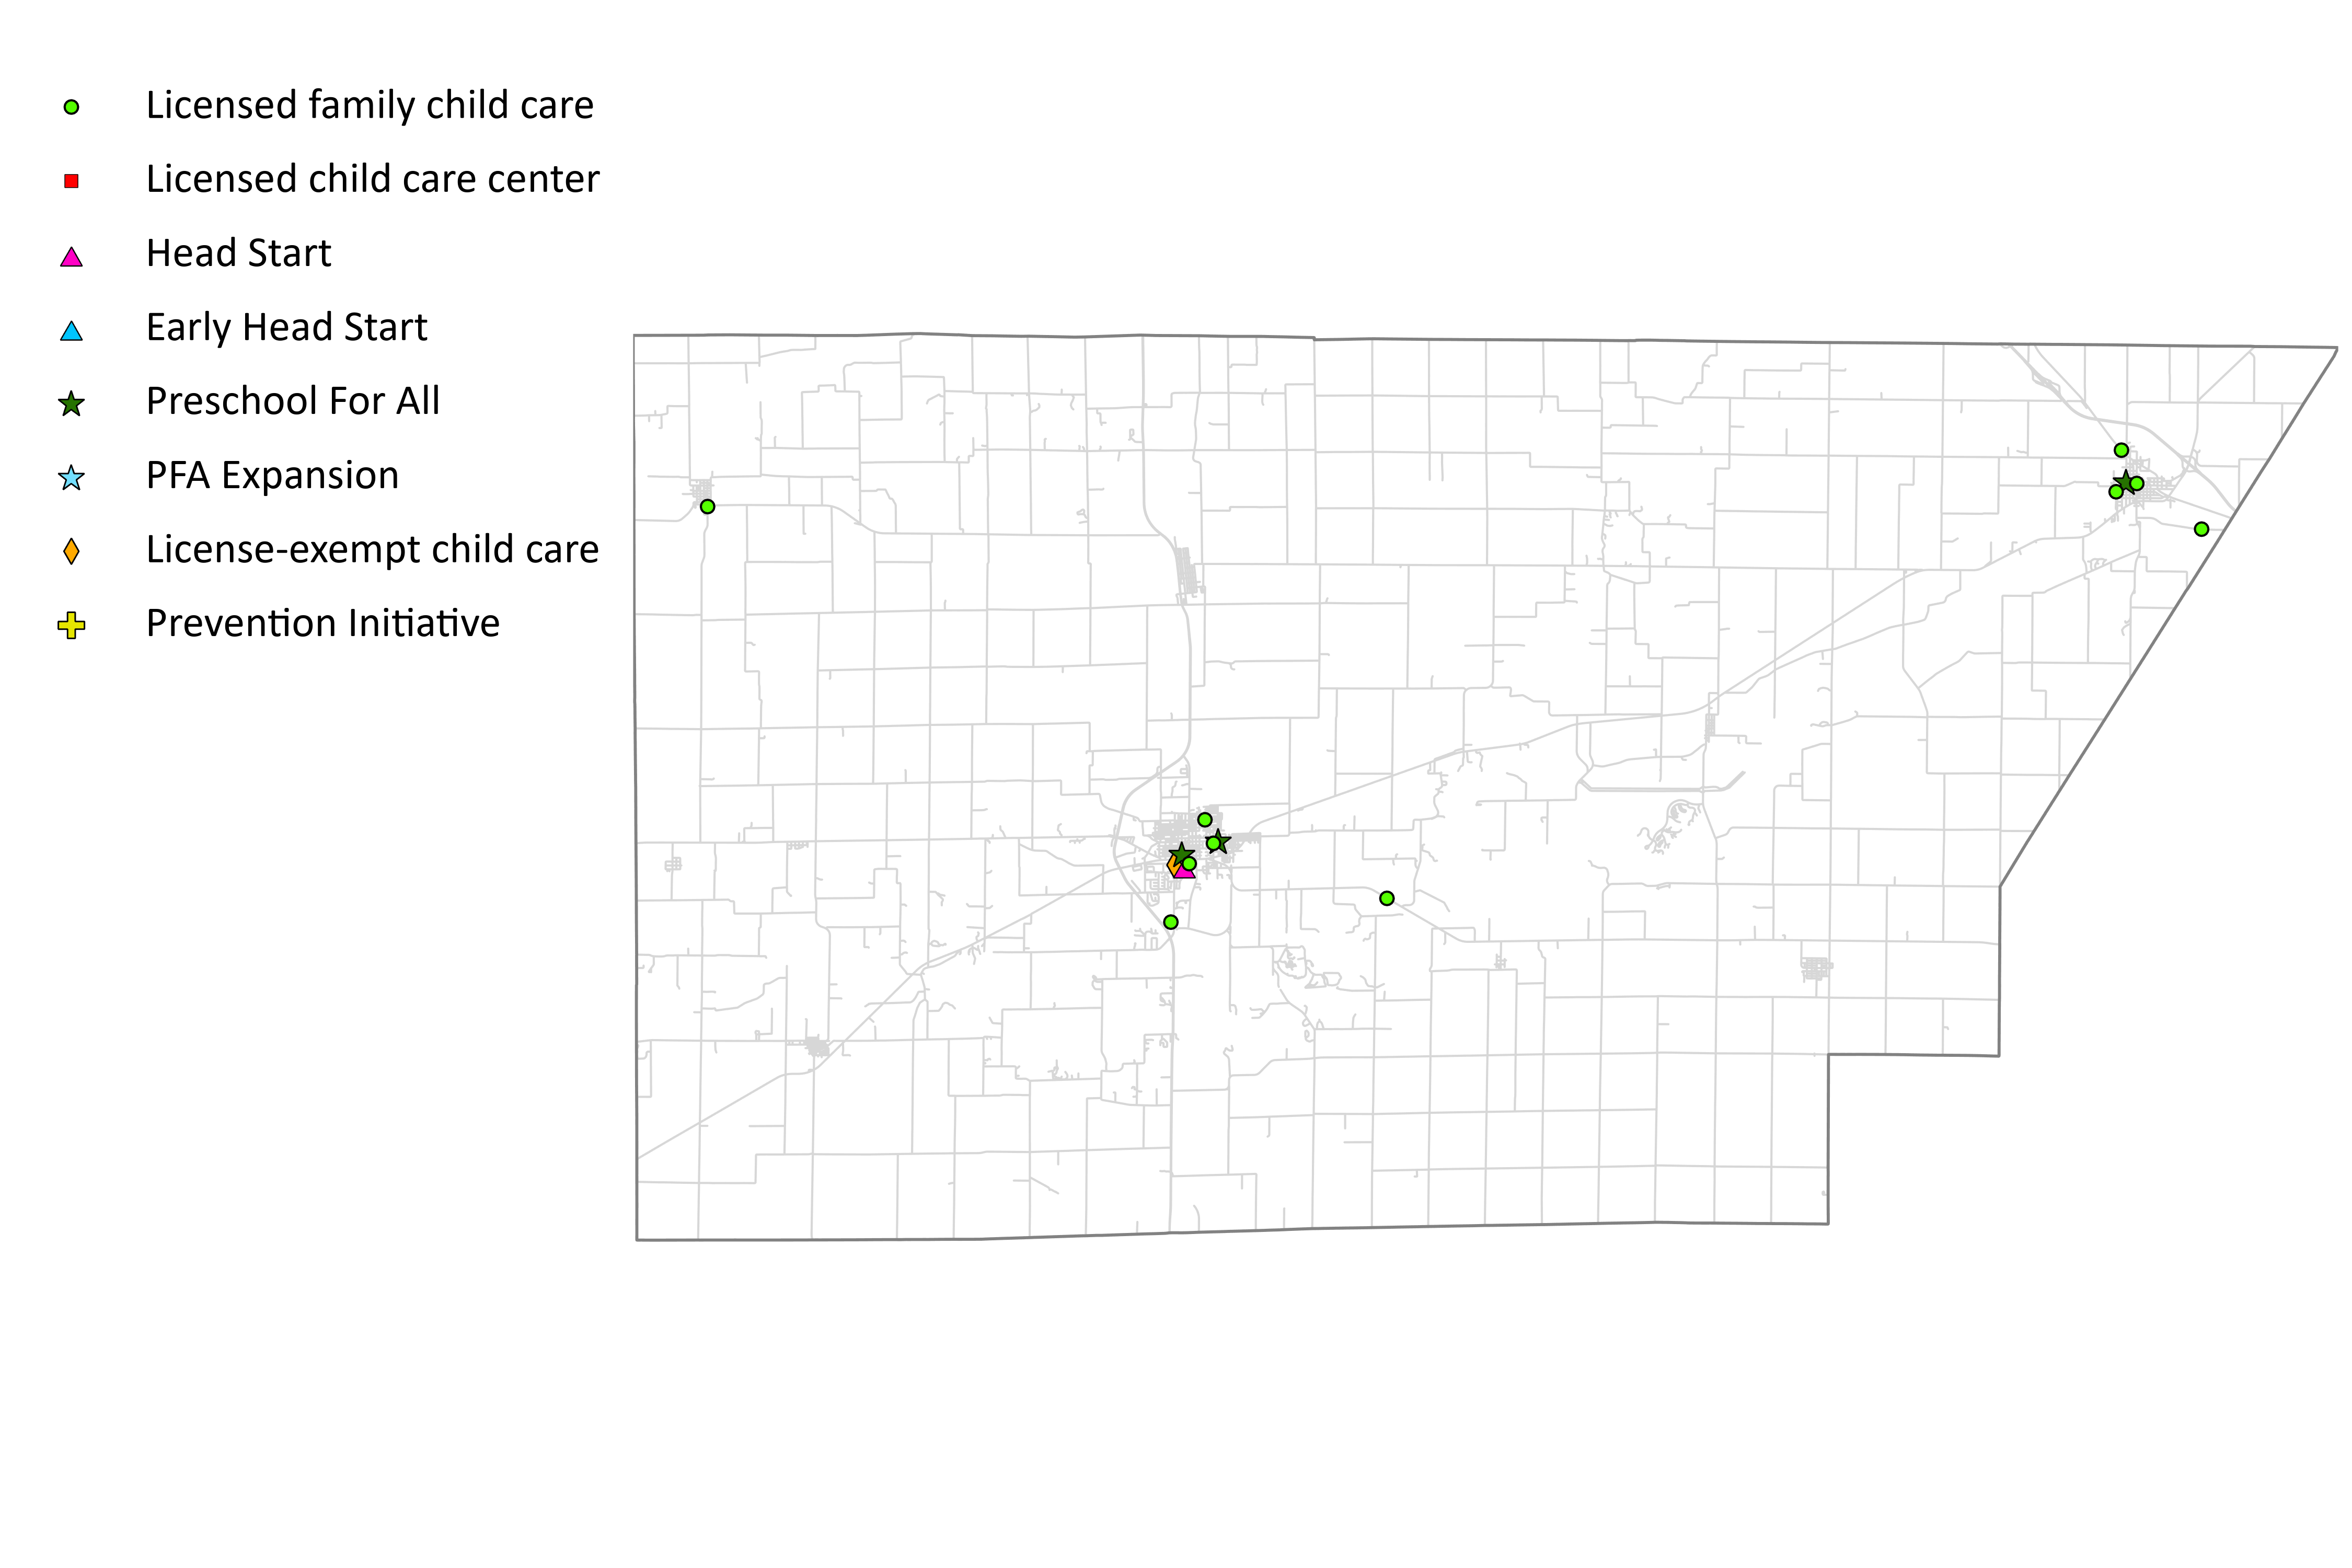 Licensed family child care
Licensed child care center
Head Start
Early Head Start
Preschool For All
PFA Expansion
License-exempt child care
Prevention Initiative